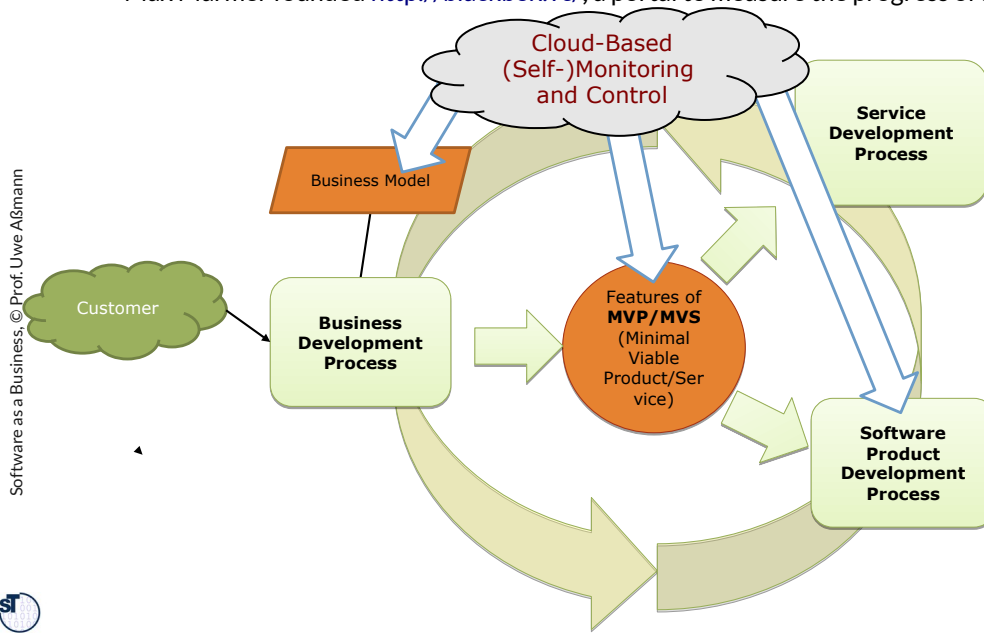 Cloud-Based
(Self-)Monitoring
and Control
Service
Development
Process
Business Model
Software as a Business, © Prof. Uwe Aßmann
Customer
Business
Development
Process
Features of
MVP/MVS
(Minimal
Viable
Product/Ser
vice)
Software
Product
Development
Process
ST